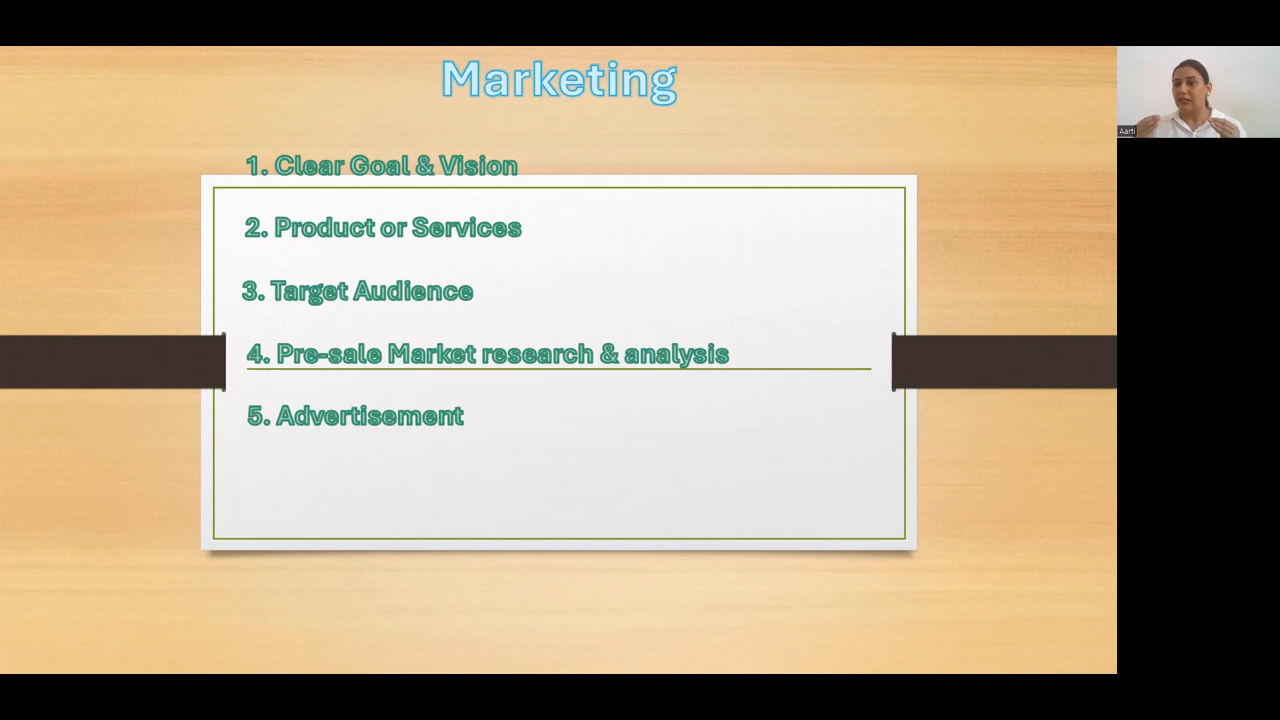 Marketing
1. Clear Goal & Vision
2. Product or Services
3. Target Audience
4. Pre-sale Market research & analysis
5. Advertisement
Aarti